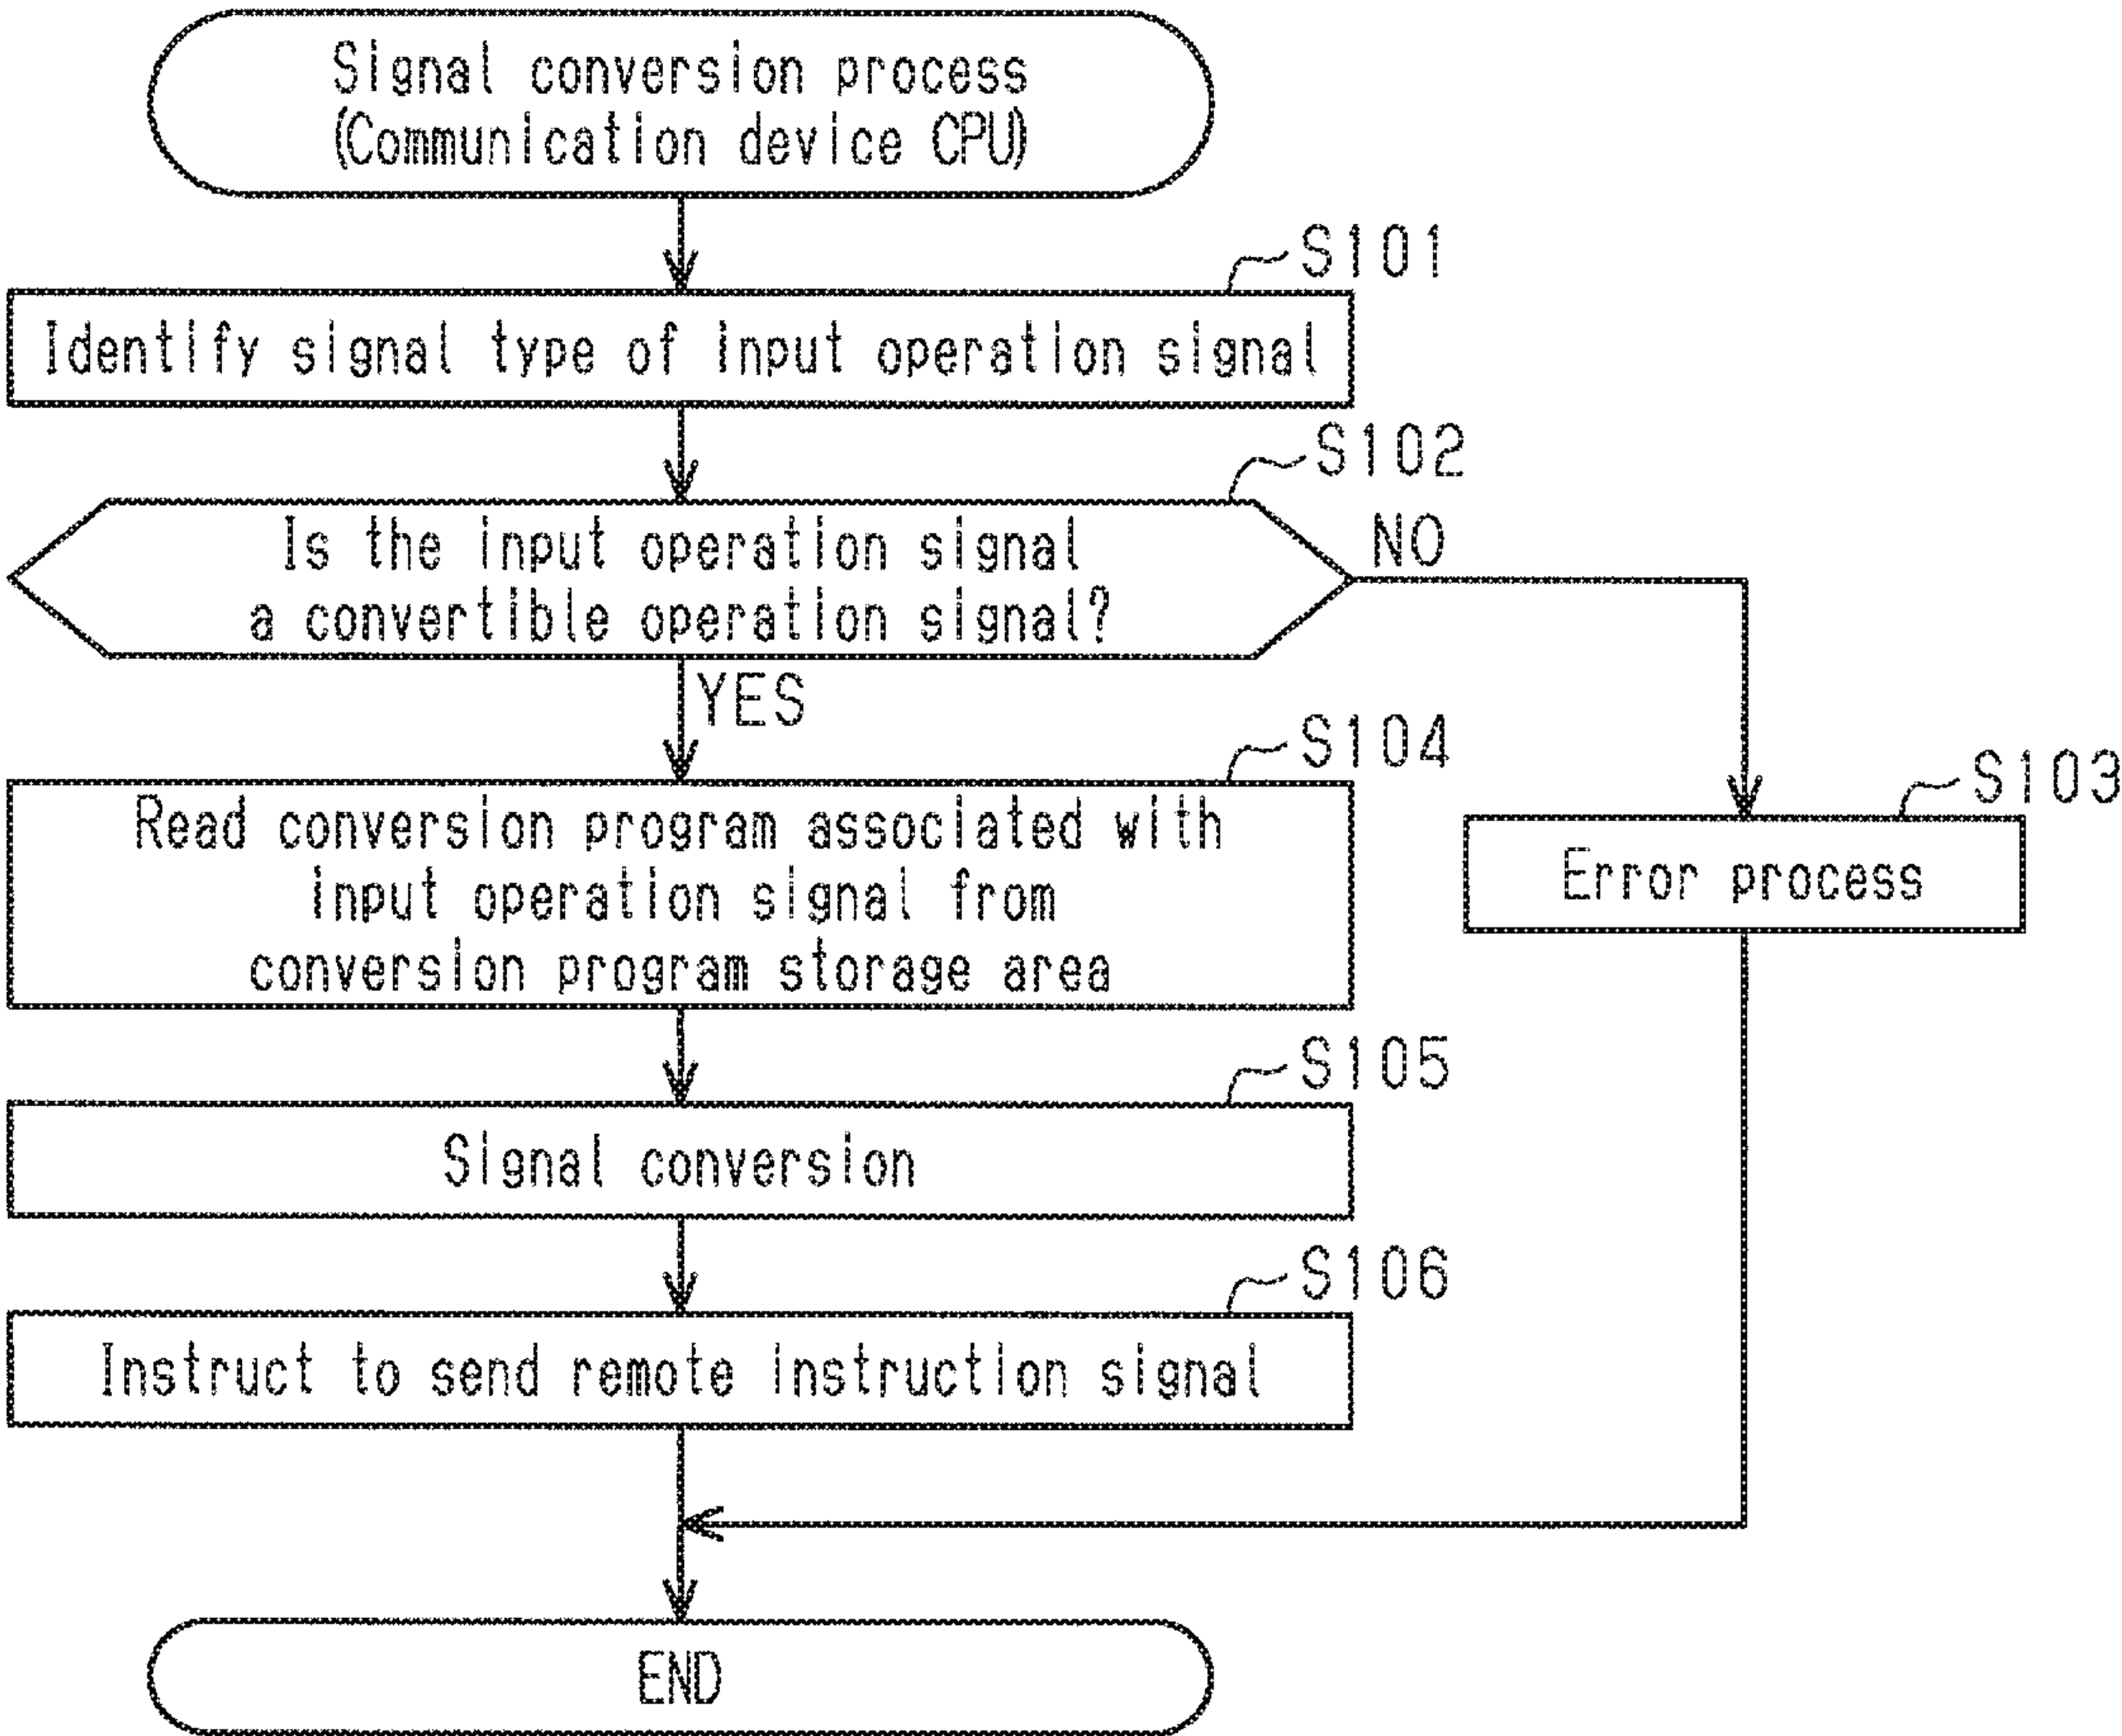 Signal conversion process
(Communication device CPU)
S101
Identify signal type of input operation signal
S102
Is the input operation signal
a convertible operation signal?
NO
YES
S104
Read conversion program associated with
input operation signal from
conversion program storage area
S103
Error process
S105
Signal conversion
S106
Instruct to send remote instruction signal
END